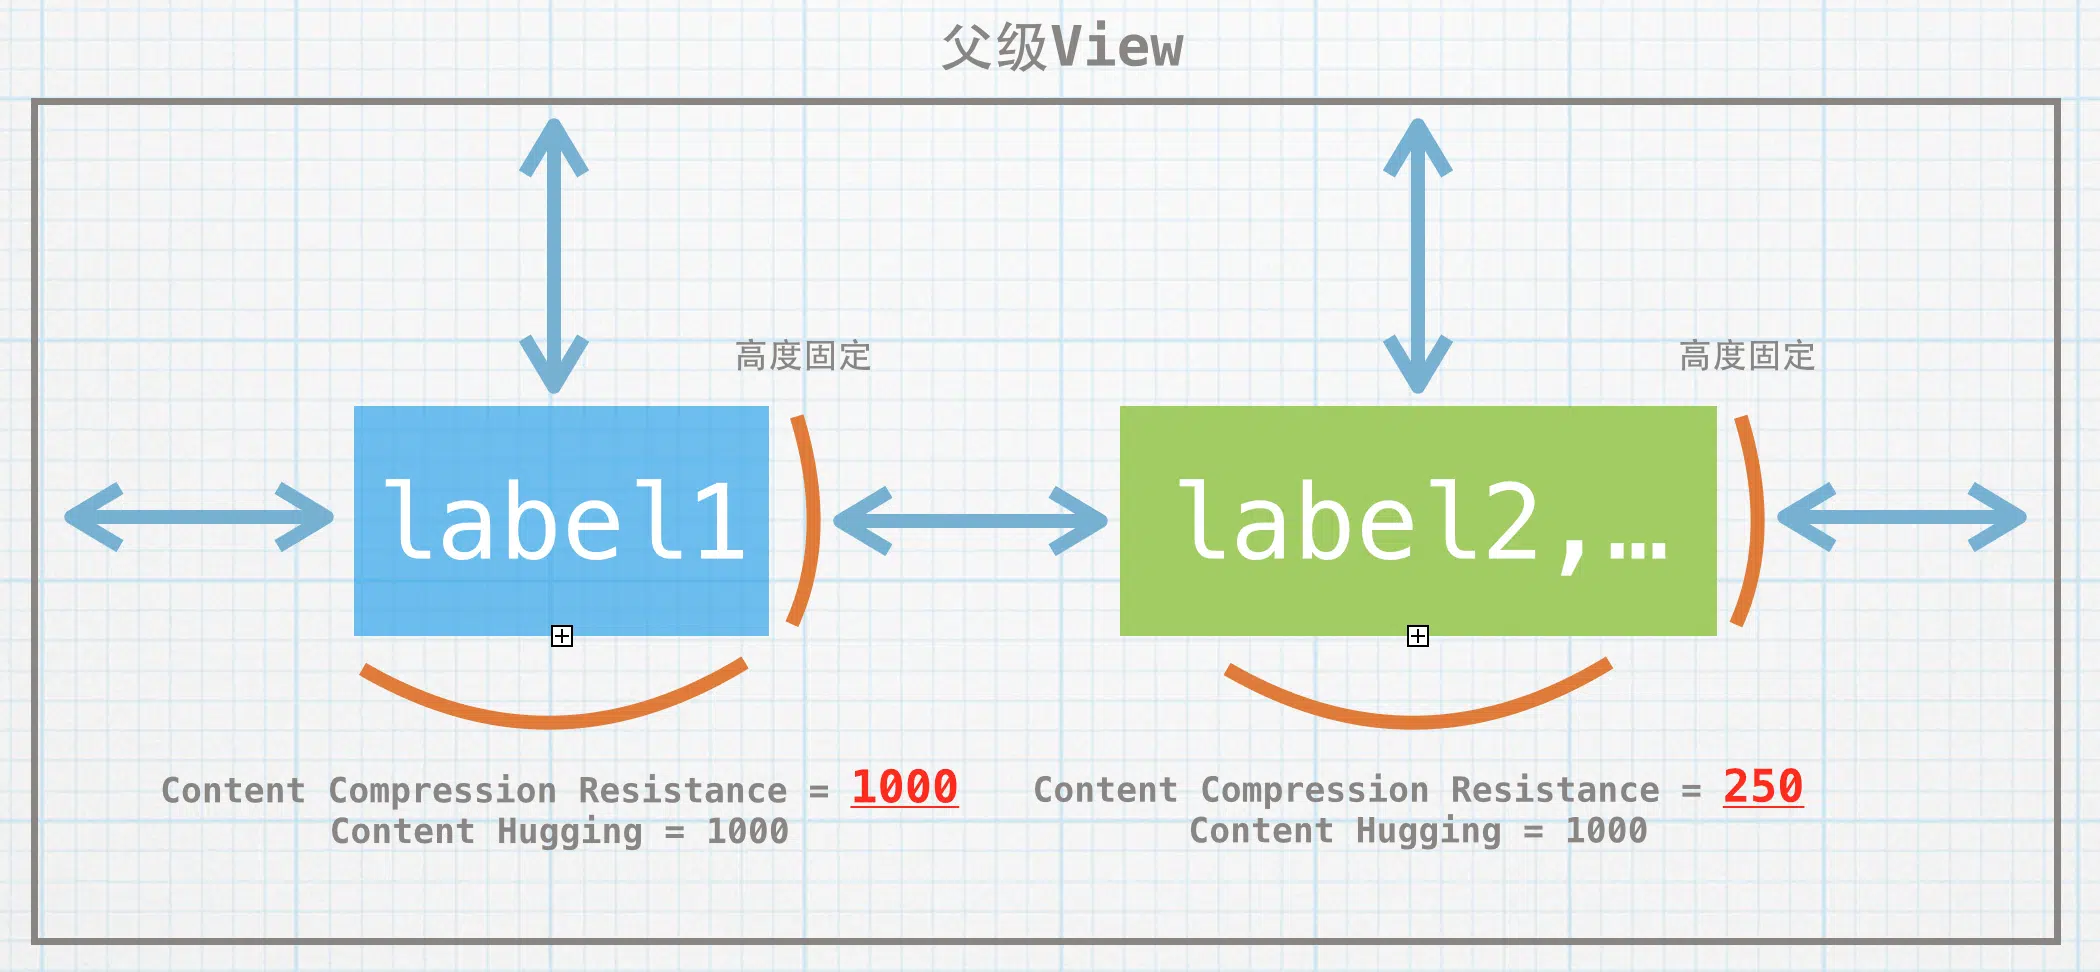 父级View
高度固定
高度固定
label1
label2,…
Content Compression Resistance = 1000
Content Hugging = 1000
Content Compression Resistance = 250
Content Hugging = 1000